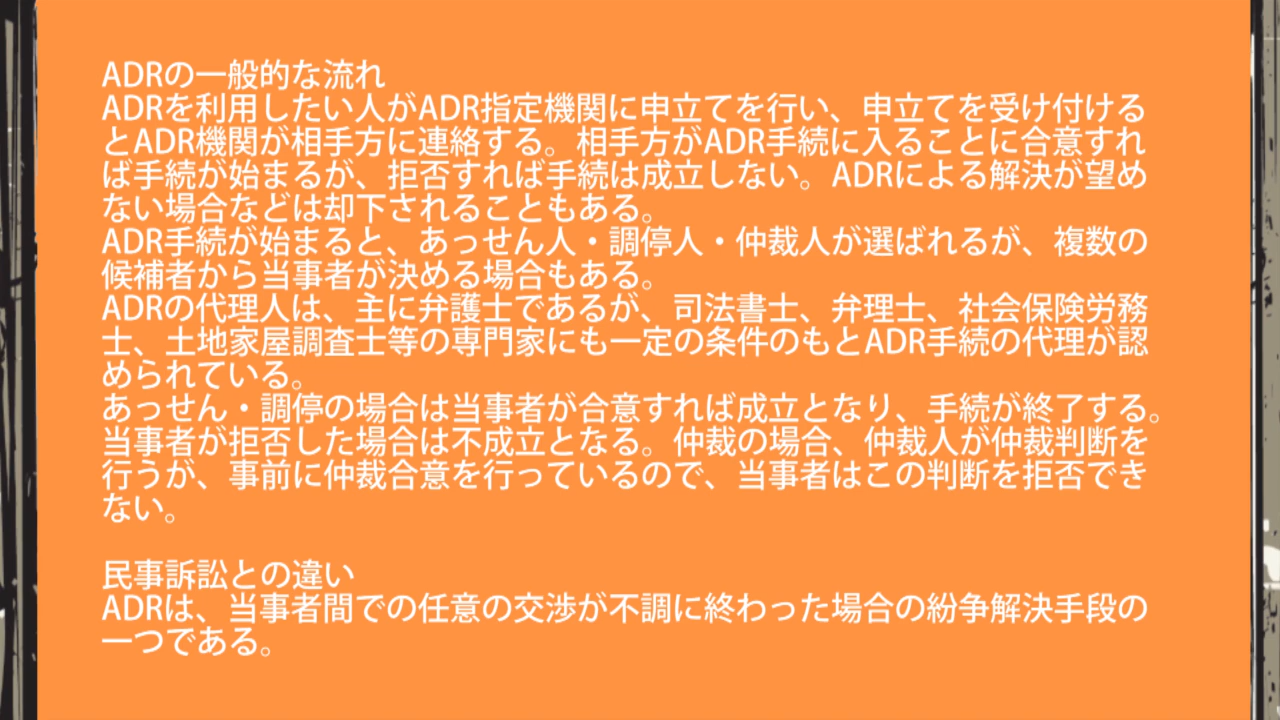 ADRの一般的な流れ
ADRを利用したい人がADR指定機関に申立てを行い、申立てを受け付ける
とADR機関が相手方に連絡する。相手方がADR手続に入ることに合意すれ
ば手続が始まるが、拒否すれば手続は成立しない。ADRによる解決が望め
ない場合などは却下されることもある。
ADR手続が始まると、あっせん人・調停人・仲裁人が選ばれるが、複数の
候補者から当事者が決める場合もある。
ADRの代理人は、主に弁護士であるが、司法書士、弁理士、社会保険労務
士、土地家屋調査士等の専門家にも一定の条件のもとADR手続の代理が認
められている。
あっせん・調停の場合は当事者が合意すれば成立となり、手続が終了する。
当事者が拒否した場合は不成立となる。仲裁の場合、仲裁人が仲裁判断を
行うが、事前に仲裁合意を行っているので、当事者はこの判断を拒否でき
ない。
民事訴訟との違い
ADRは、当事者間での任意の交渉が不調に終わった場合の紛争解決手段の
一つである。